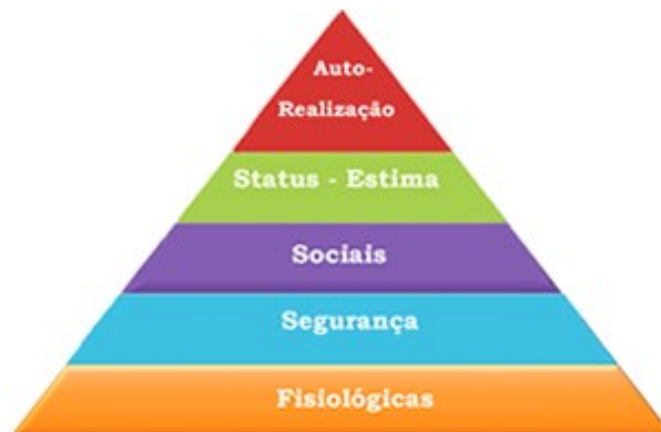 Auto-
Realização
Status - Estima
Sociais
Segurança
Fisiológicas